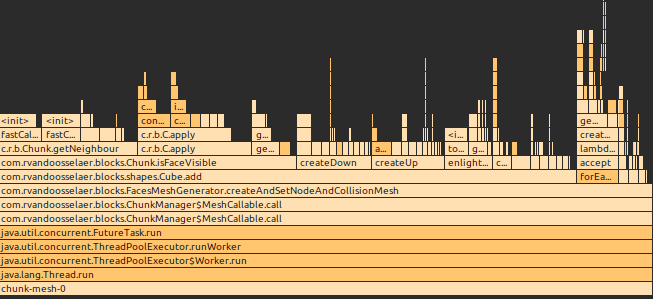 c... i...
<init> <init> con... c... ge...
fastCal... fastC... c.r.b.C.apply g... <i... creat...
c.r.b.Chunk.getNeighbour c.r.b.C.apply ge... a... to... g... lambd...
com.rvandoosselaer.blocks.Chunk.isFaceVisible createDown createUp enlight... c... accept
com.rvandoosselaer.blocks.shapes.Cube.add forEa...
com.rvandoosselaer.blocks.FacesMeshGenerator.createAndSetNodeAndCollisionMesh
com.rvandoosselaer.blocks.ChunkManager$MeshCallable.call
com.rvandoosselaer.blocks.ChunkManager$MeshCallable.call
java.util.concurrent.FutureTask.run
java.util.concurrent.ThreadPoolExecutor.runWorker
java.util.concurrent.ThreadPoolExecutor$Worker.run
java.lang.Thread.run
chunk-mesh-0